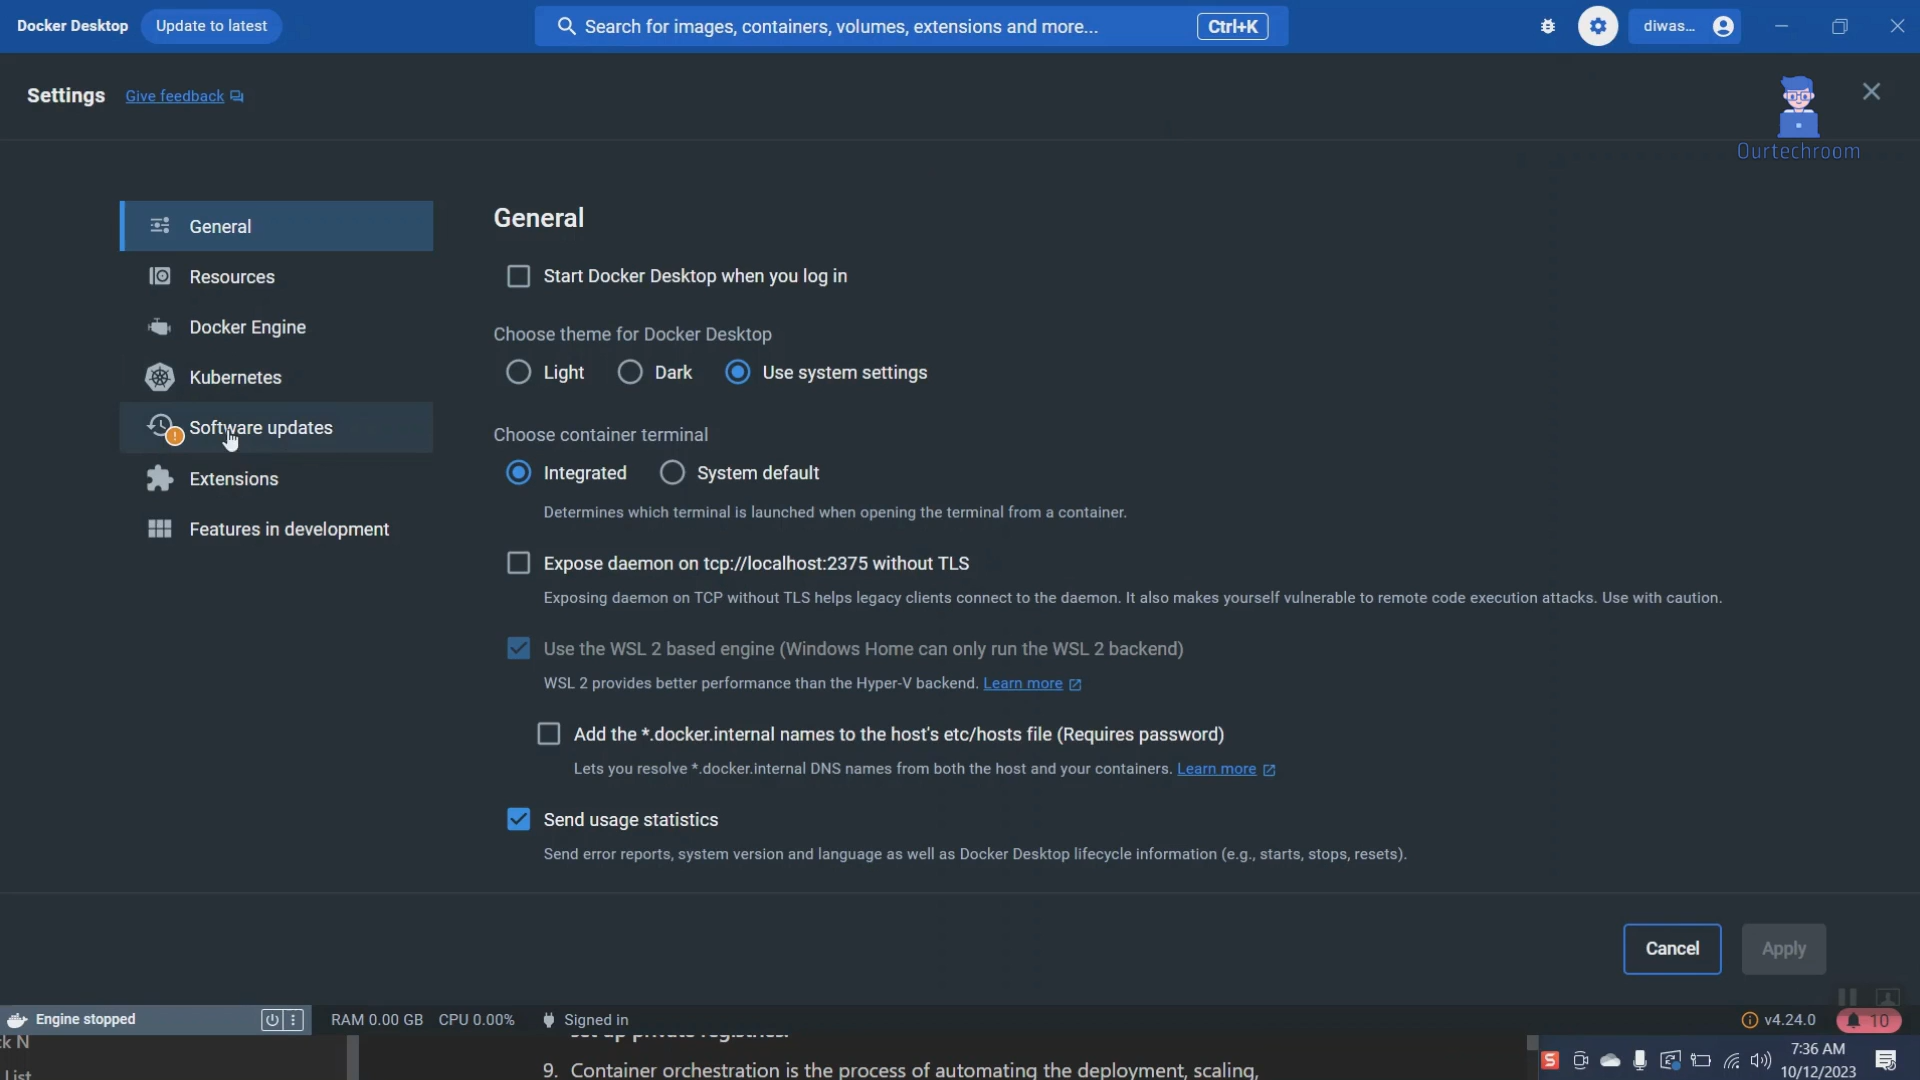 Docker Desktop Update to latest Search for images, containers, volumes, extensions and more... Ctrl+K diwas...
Settings Give feedback
Ourtechroom
General
Resources
Docker Engine
Kubernetes
Software updates
Extensions
Features in development
General
Start Docker Desktop when you log in
Choose theme for Docker Desktop
Light Dark Use system settings
Choose container terminal
Integrated System default
Determines which terminal is launched when opening the terminal from a container.
Expose daemon on tcp://localhost:2375 without TLS
Exposing daemon on TCP without TLS helps legacy clients connect to the daemon. It also makes yourself vulnerable to remote code execution attacks. Use with caution.
Use the WSL 2 based engine (Windows Home can only run the WSL 2 backend)
WSL 2 provides better performance than the Hyper-V backend. Learn more
Add the *.docker.internal names to the host's etc/hosts file (Requires password)
Lets you resolve *.docker.internal DNS names from both the host and your containers. Learn more
Send usage statistics
Send error reports, system version and language as well as Docker Desktop lifecycle information (e.g., starts, stops, resets).
Cancel Apply
Engine stopped RAM 0.00 GB CPU 0.00% Signed in v4.24.0 10
ck N
List
set up private registries.
9. Container orchestration is the process of automating the deployment, scaling,
S
7:36 AM
10/12/2023